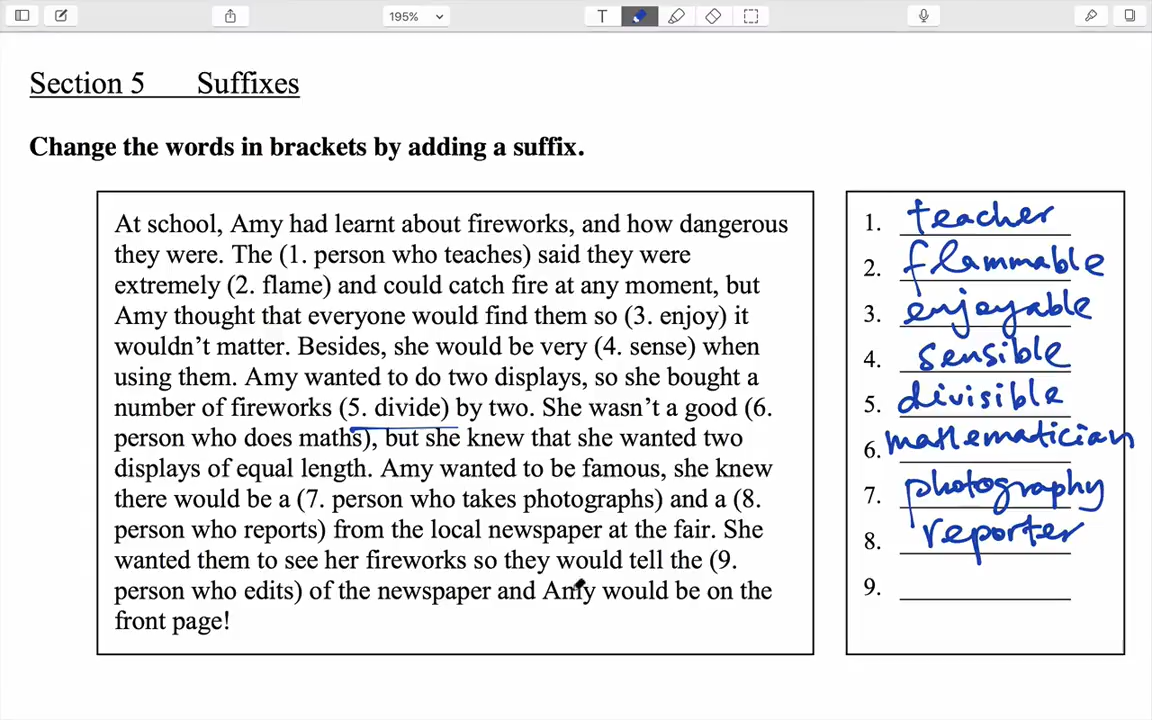 195%
T
Section 5 Suffixes
Change the words in brackets by adding a suffix.
At school, Amy had learnt about fireworks, and how dangerous
they were. The (1. person who teaches) said they were
extremely (2. flame) and could catch fire at any moment, but
Amy thought that everyone would find them so (3. enjoy) it
wouldn't matter. Besides, she would be very (4. sense) when
using them. Amy wanted to do two displays, so she bought a
number of fireworks (5. divide) by two. She wasn't a good (6.
person who does maths), but she knew that she wanted two
displays of equal length. Amy wanted to be famous, she knew
there would be a (7. person who takes photographs) and a (8.
person who reports) from the local newspaper at the fair. She
wanted them to see her fireworks so they would tell the (9.
person who edits) of the newspaper and Amy would be on the
front page!
1. teacher
2. flammable
3. enjoyable
4. sensible
5. divisible
6. mathematician
7. photography
8. reporter
9.